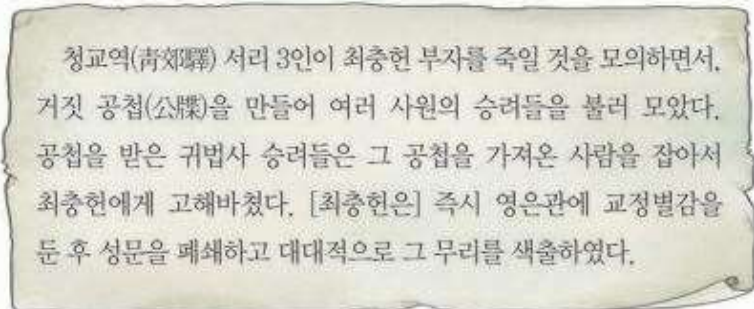 청교역(靑郊驛) 서리 3인이 최충헌 부자를 죽일 것을 모의하면서,
거짓 공첩(公牒)을 만들어 여러 사원의 승려들을 불러 모았다.
공첩을 받은 귀법사 승려들은 그 공첩을 가져온 사람을 잡아서
최충헌에게 고해바쳤다. [최충헌은] 즉시 영은관에 교정별감을
둔 후 성문을 폐쇄하고 대대적으로 그 무리를 색출하였다.